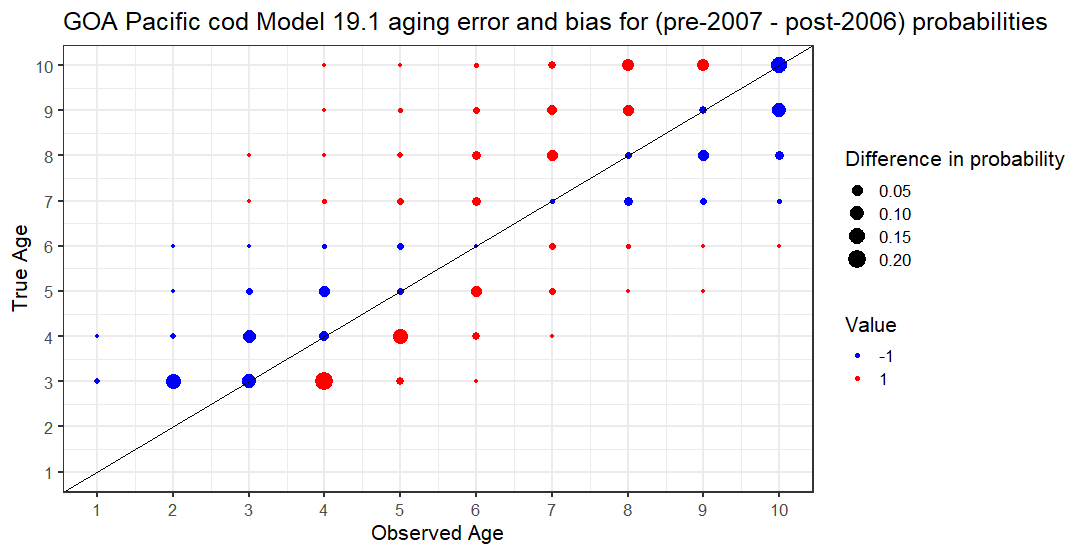 GOA Pacific cod Model 19.1 aging error and bias for (pre-2007 - post-2006) probabilities
10
9
8
7
6
5
4
3
2
1
True Age
1 2 3 4 5 6 7 8 9 10
Observed Age
Difference in probability
0.05
0.10
0.15
0.20
Value
-1
1